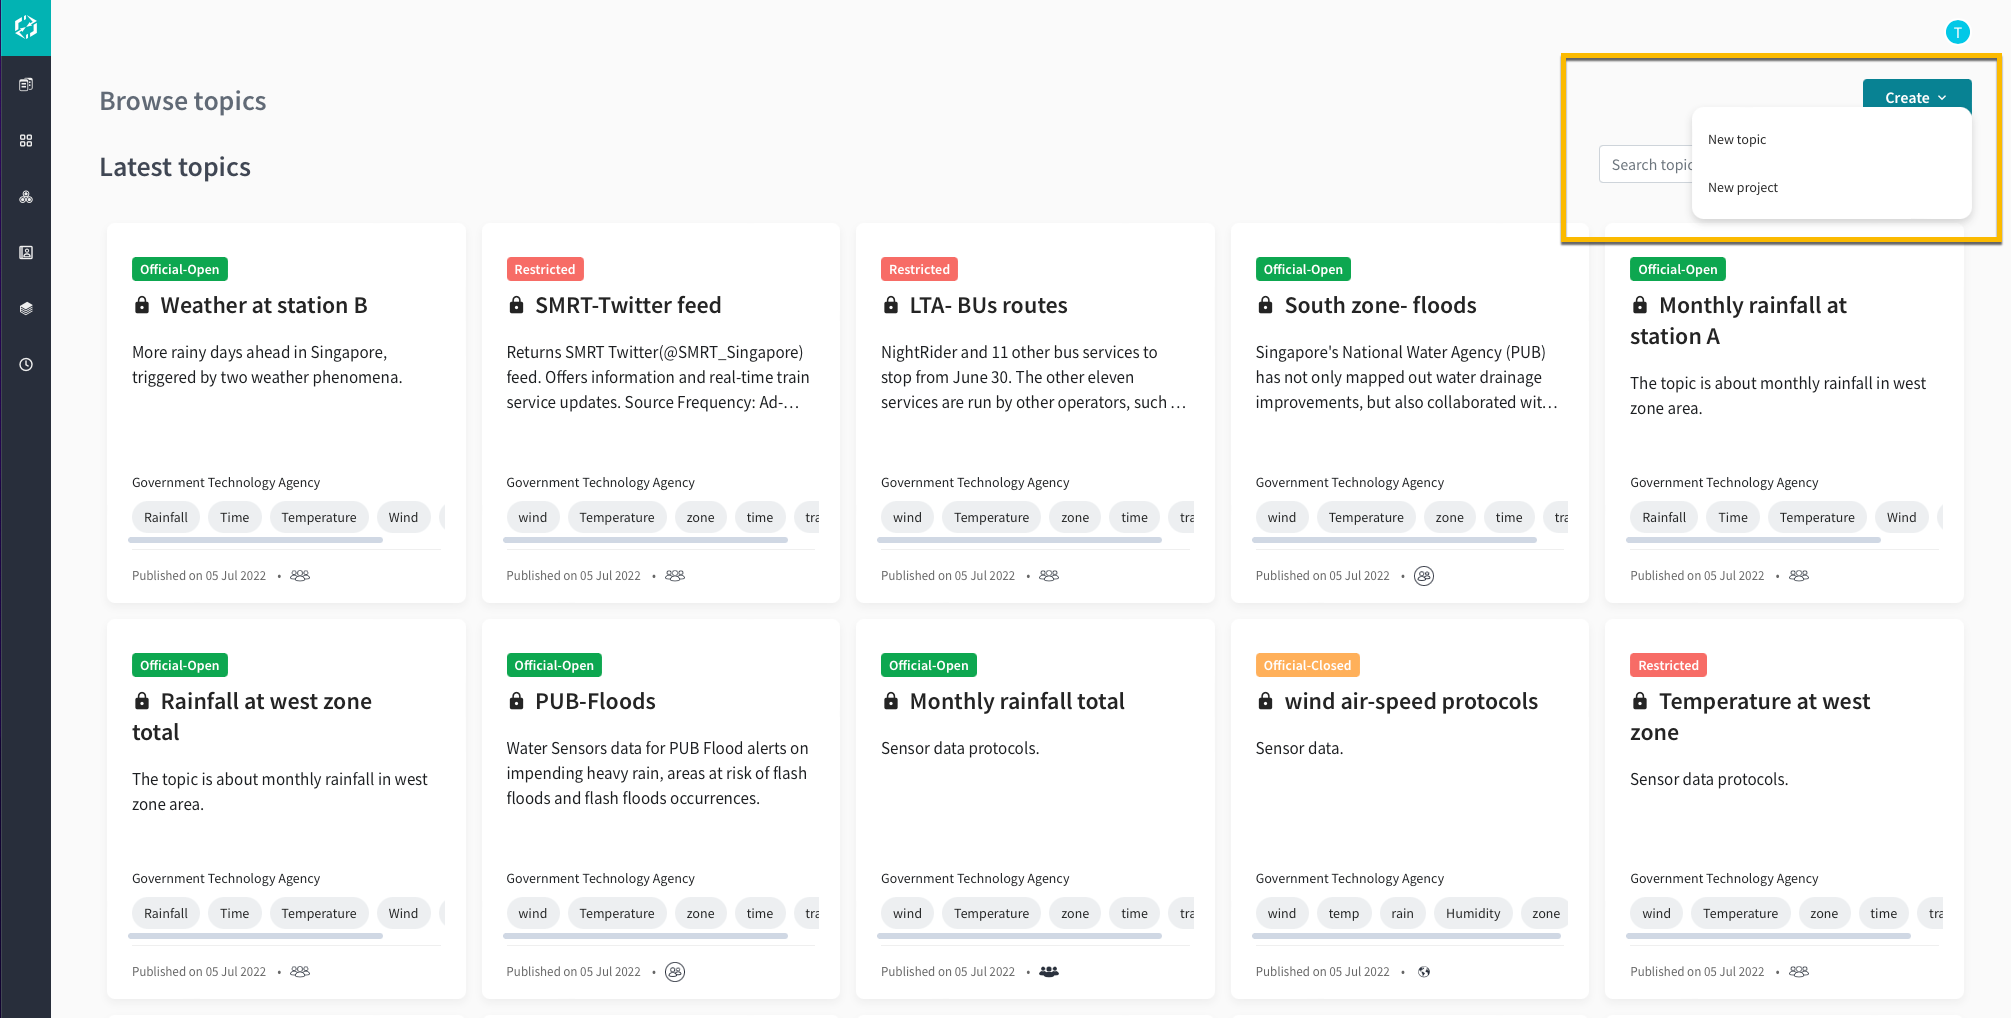 T
Browse topics
Create
New topic
New project
Latest topics
Search topic
Official-Open
Weather at station B
More rainy days ahead in Singapore,
triggered by two weather phenomena.
Government Technology Agency
Rainfall Time Temperature Wind
Published on 05 Jul 2022 •
Restricted
SMRT-Twitter feed
Returns SMRT Twitter(@SMRT_Singapore)
feed. Offers information and real-time train
service updates. Source Frequency: Ad-...
Government Technology Agency
wind Temperature zone time tra
Published on 05 Jul 2022 •
Restricted
LTA- BUs routes
NightRider and 11 other bus services to
stop from June 30. The other eleven
services are run by other operators, such ...
Government Technology Agency
wind Temperature zone time tra
Published on 05 Jul 2022 •
Official-Open
South zone- floods
Singapore's National Water Agency (PUB)
has not only mapped out water drainage
improvements, but also collaborated wit...
Government Technology Agency
wind Temperature zone time tra
Published on 05 Jul 2022 •
Official-Open
Monthly rainfall at
station A
The topic is about monthly rainfall in west
zone area.
Government Technology Agency
Rainfall Time Temperature Wind
Published on 05 Jul 2022 •
Official-Open
Rainfall at west zone
total
The topic is about monthly rainfall in west
zone area.
Government Technology Agency
Rainfall Time Temperature Wind
Published on 05 Jul 2022 •
Official-Open
PUB-Floods
Water Sensors data for PUB Flood alerts on
impending heavy rain, areas at risk of flash
floods and flash floods occurrences.
Government Technology Agency
wind Temperature zone time tra
Published on 05 Jul 2022 •
Official-Open
Monthly rainfall total
Sensor data protocols.
Government Technology Agency
wind Temperature zone time tra
Published on 05 Jul 2022 •
Official-Closed
wind air-speed protocols
Sensor data.
Government Technology Agency
wind temp rain Humidity zone
Published on 05 Jul 2022 •
Restricted
Temperature at west
zone
Sensor data protocols.
Government Technology Agency
wind Temperature zone time tra
Published on 05 Jul 2022 •